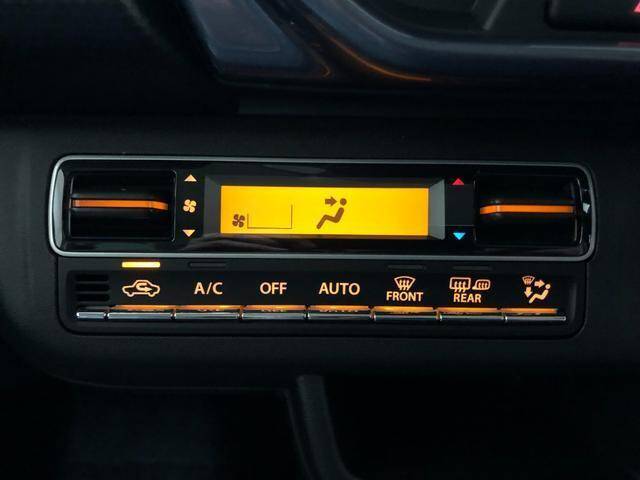 A/C OFF AUTO FRONT REAR